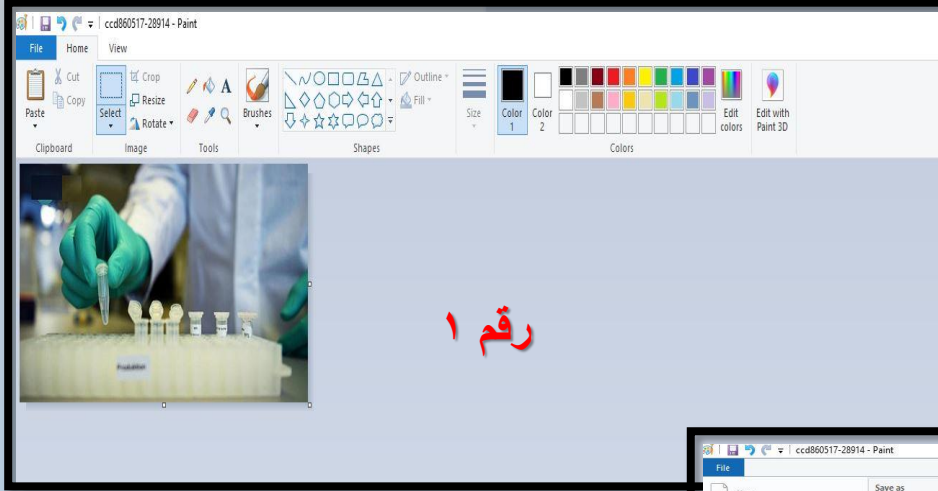 ccd860517-28914 - Paint
File Home View
Cut Crop Outline
Copy Resize Fill
Paste Select Rotate Brushes Size Color 1 Color 2 Edit colors Edit with Paint 3D
Clipboard Image Tools Shapes Colors
رقم ١
ccd860517-28914 - Paint
File
Save as